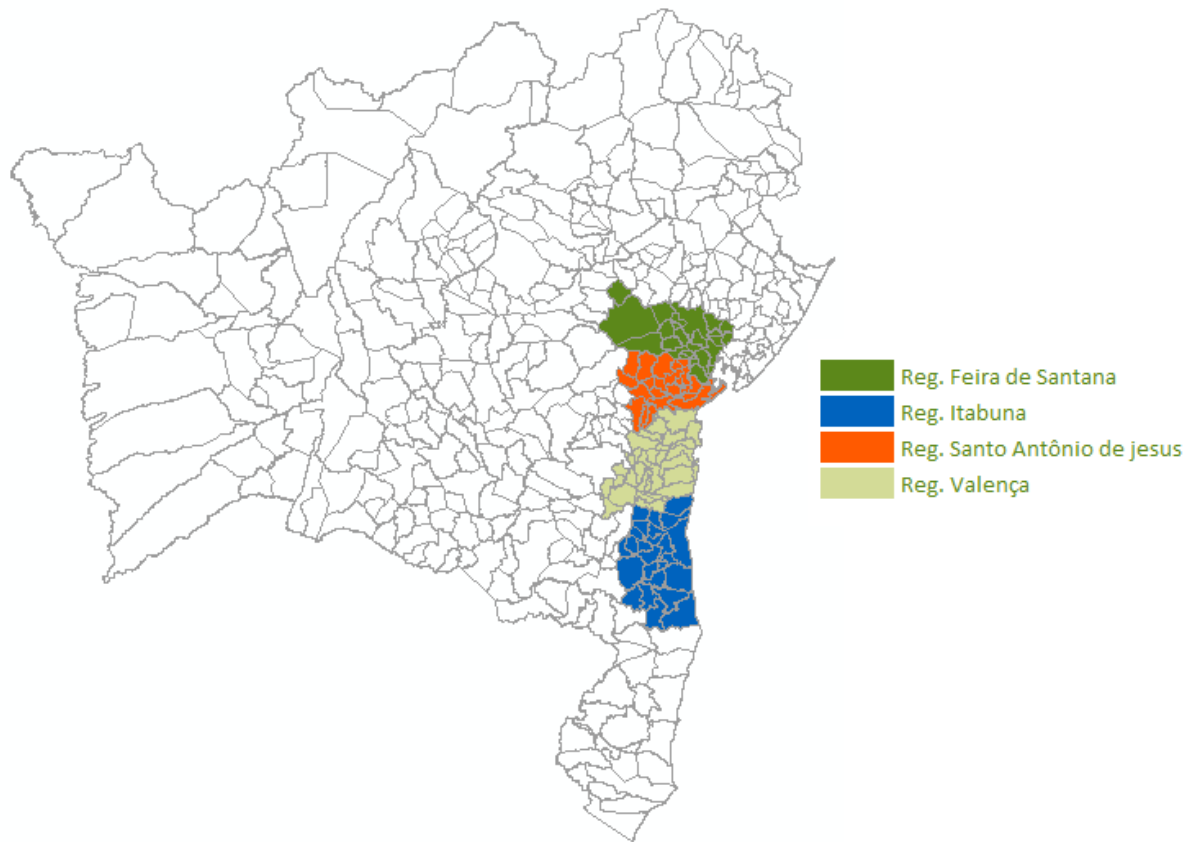 Reg. Feira de Santana
Reg. Itabuna
Reg. Santo Antônio de jesus
Reg. Valença